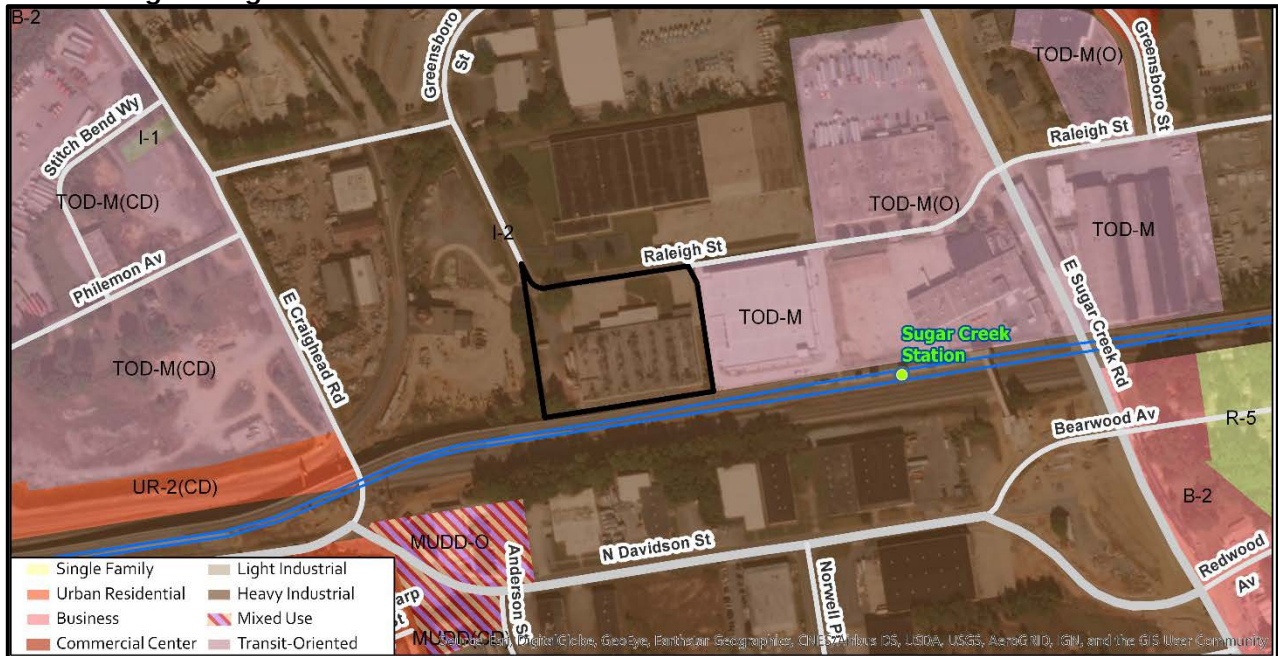 B-2
Greensboro
St
TOD-M(O)
Greensboro St
Stitch Bend Wy
I-1
Raleigh St
TOD-M(CD)
TOD-M(O)
I-2
TOD-M
Raleigh St
Philemon Av
E Craighead Rd
TOD-M
E Sugar Creek Rd
Sugar Creek
Station
TOD-M(CD)
Bearwood Av
R-5
UR-2(CD)
B-2
MUDD-O
N Davidson St
Anderson St
Norwell Pl
Redwood
Av
Single Family
Light Industrial
Urban Residential
Heavy Industrial
Business
Mixed Use
Commercial Center
Transit-Oriented
Source: Esri, DigitalGlobe, GeoEye, Earthstar Geographics, CNES/Airbus DS, USDA, USGS, AeroGRID, IGN, and the GIS User Community